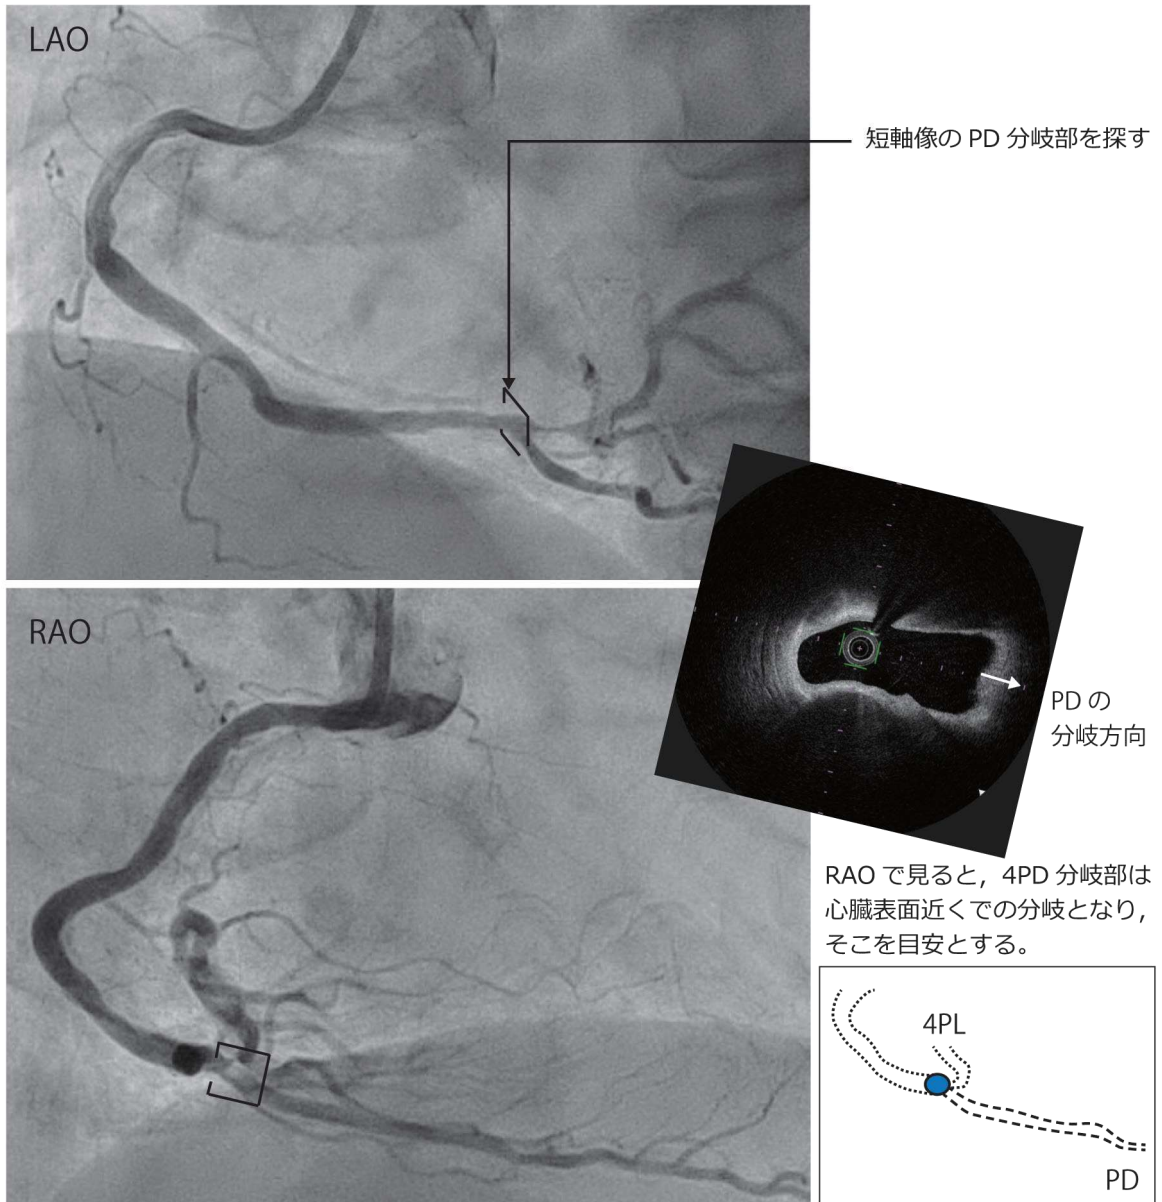 LAO
短軸像の PD 分岐部を探す
RAO
PD の
分岐方向
RAO で見ると，4PD 分岐部は
心臓表面近くでの分岐となり，
そこを目安とする。
4PL
PD